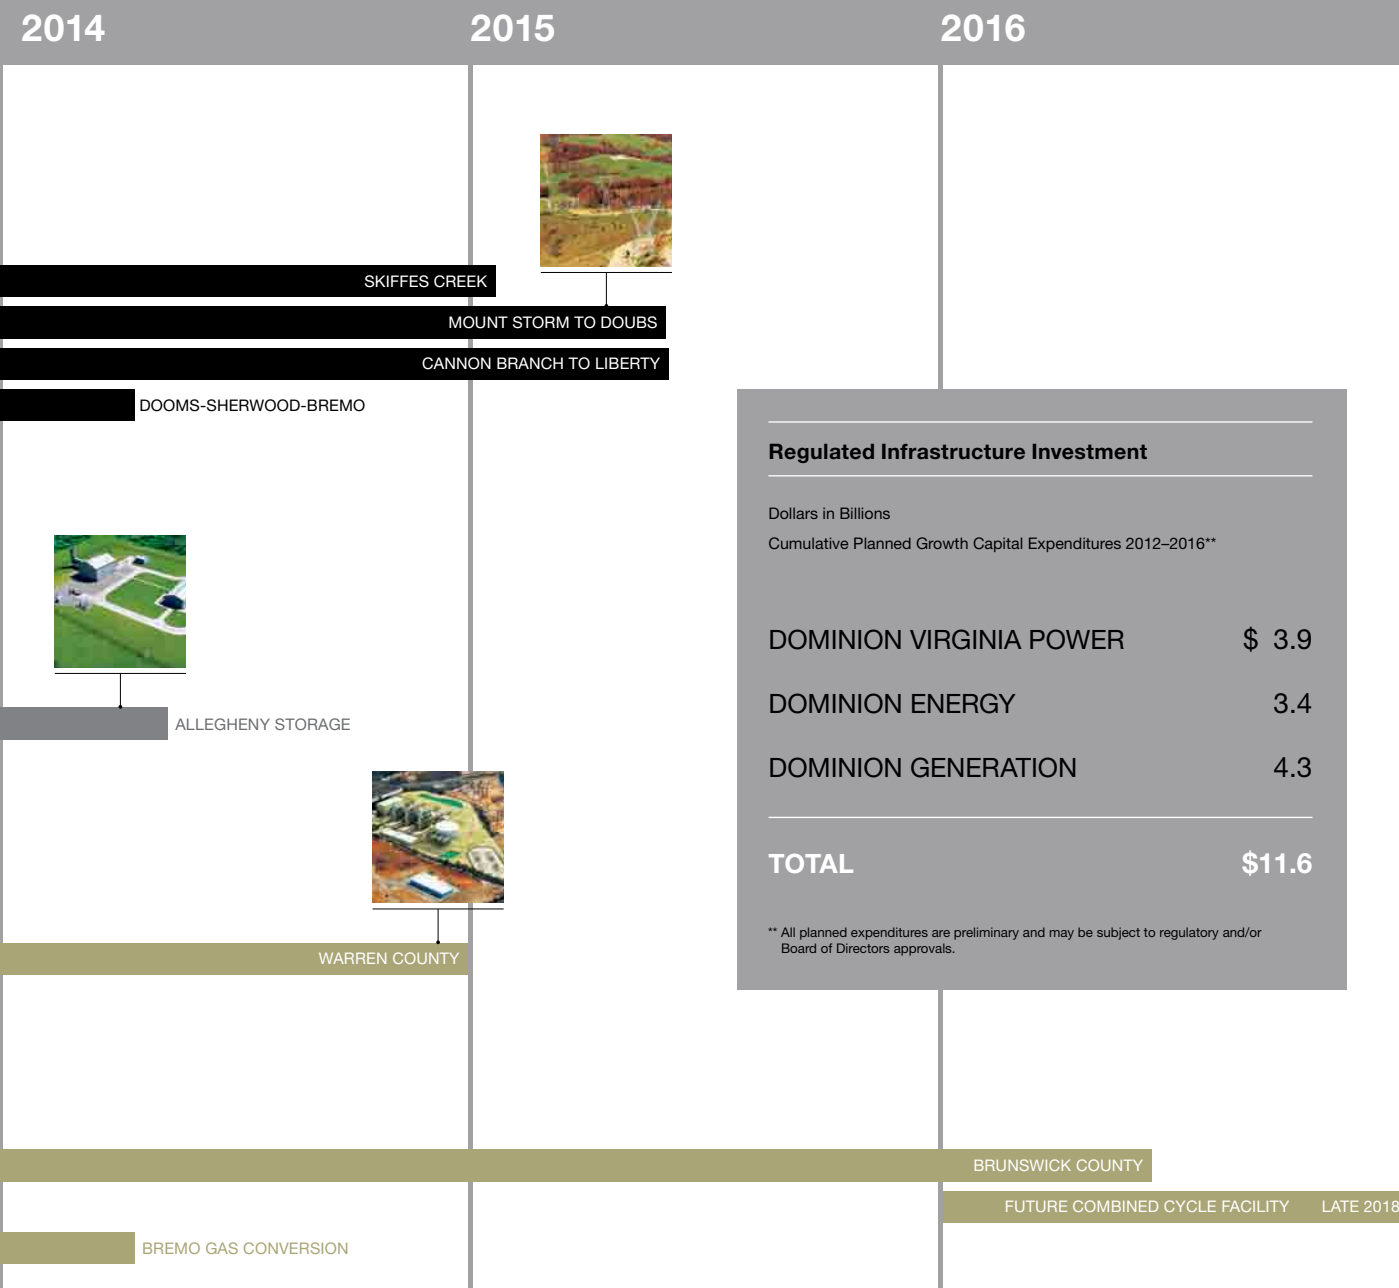 2014
2015
2016
SKIFFES CREEK
MOUNT STORM TO DOUBS
CANNON BRANCH TO LIBERTY
DOOMS-SHERWOOD-BREMO
Regulated Infrastructure Investment
Dollars in Billions
Cumulative Planned Growth Capital Expenditures 2012–2016**
DOMINION VIRGINIA POWER $ 3.9
DOMINION ENERGY 3.4
DOMINION GENERATION 4.3
TOTAL $11.6
** All planned expenditures are preliminary and may be subject to regulatory and/or
Board of Directors approvals.
ALLEGHENY STORAGE
WARREN COUNTY
BRUNSWICK COUNTY
FUTURE COMBINED CYCLE FACILITY LATE 2018
BREMO GAS CONVERSION